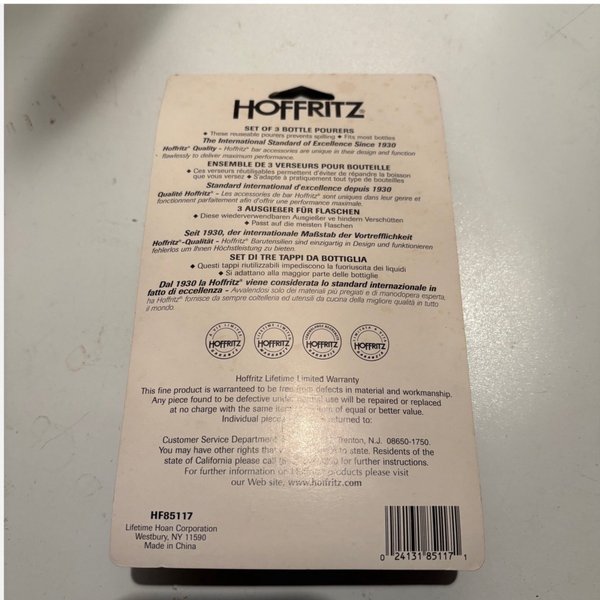 HOFFRITZ®
SET OF 3 BOTTLE POURERS
◆ These reuseable pourers prevents spilling ◆ Fits most bottles
The International Standard of Excellence Since 1930
Hoffritz® Quality - Hoffritz® bar accessories are unique in their design and function
flawlessly to deliver maximum performance.
ENSEMBLE DE 3 VERSEURS POUR BOUTEILLE
◆ Ces verseurs réutilisables permettent d'éviter de répandre la boisson
que vous versez ◆ S'adapte à pratiquement tout type de bouteilles
Standard international d'excellence depuis 1930
Qualité Hoffritz® - Les accessories de bar Hoffritz® sont uniques dans leur genre et
fonctionnent parfaitement afin d'offrir une performance maximale.
3 AUSGIEBER FÜR FLASCHEN
◆ Diese wiederverwendbaren Ausgießer ve hindern Verschütten
◆ Passt auf die meisten Flaschen
Seit 1930, der internationale Maßstab der Vortrefflichkeit
Hoffritz®-Qualität - Hoffritz® Barutensilien sind einzigartig in Design und funktionieren
fehlerlos um Ihnen Höchstleistung zu bieten.
SET DI TRE TAPPI DA BOTTIGLIA
◆ Questi tappi riutilizzabili impediscono la fuoriuscita dei liquidi
◆ Si adattano alla maggior parte delle bottiglie
Dal 1930 la Hoffritz® viene considerata lo standard internazionale in
fatto di eccellenza - Avvalendosi solo dei materiali più pregiati e di manodopera esperta,
ha Hoffritz® fornisce da sempre coltelleria ed utensili da cucina della migliore qualità in tutto
il mondo.
HOFFRITZ HOFFRITZ HOFFRITZ HOFFRITZ
Hoffritz Lifetime Limited Warranty
This fine product is warranteed to be free from defects in material and workmanship.
Any piece found to be defective under normal use will be repaired or replaced
at no charge with the same item or item of equal or better value.
Individual pieces returned to:
Customer Service Department Trenton, N.J. 08650-1750.
You may have other rights that to state. Residents of the
state of California please call for further instructions.
For further information on Hoffritz® products please visit
our Web site, www.hoffritz.com
HF85117
Lifetime Hoan Corporation
Westbury, NY 11590
Made in China
0 24131 85117 1